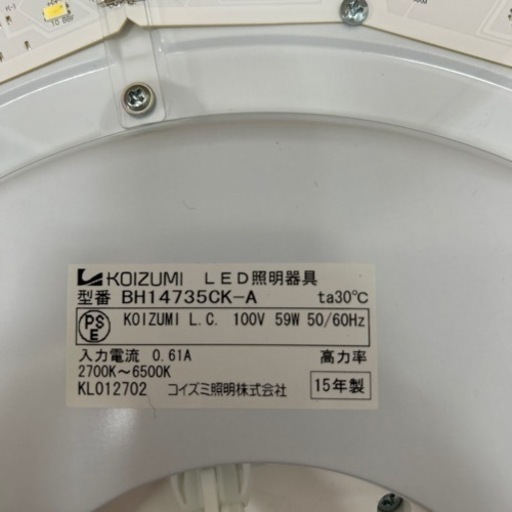 KOIZUMI LED照明器具
型番 BH14735CK-A ta30℃
PSE KOIZUMI L.C. 100V 59W 50/60Hz
入力電流 0.61A 高力率
2700K～6500K
KL012702 コイズミ照明株式会社 15年製